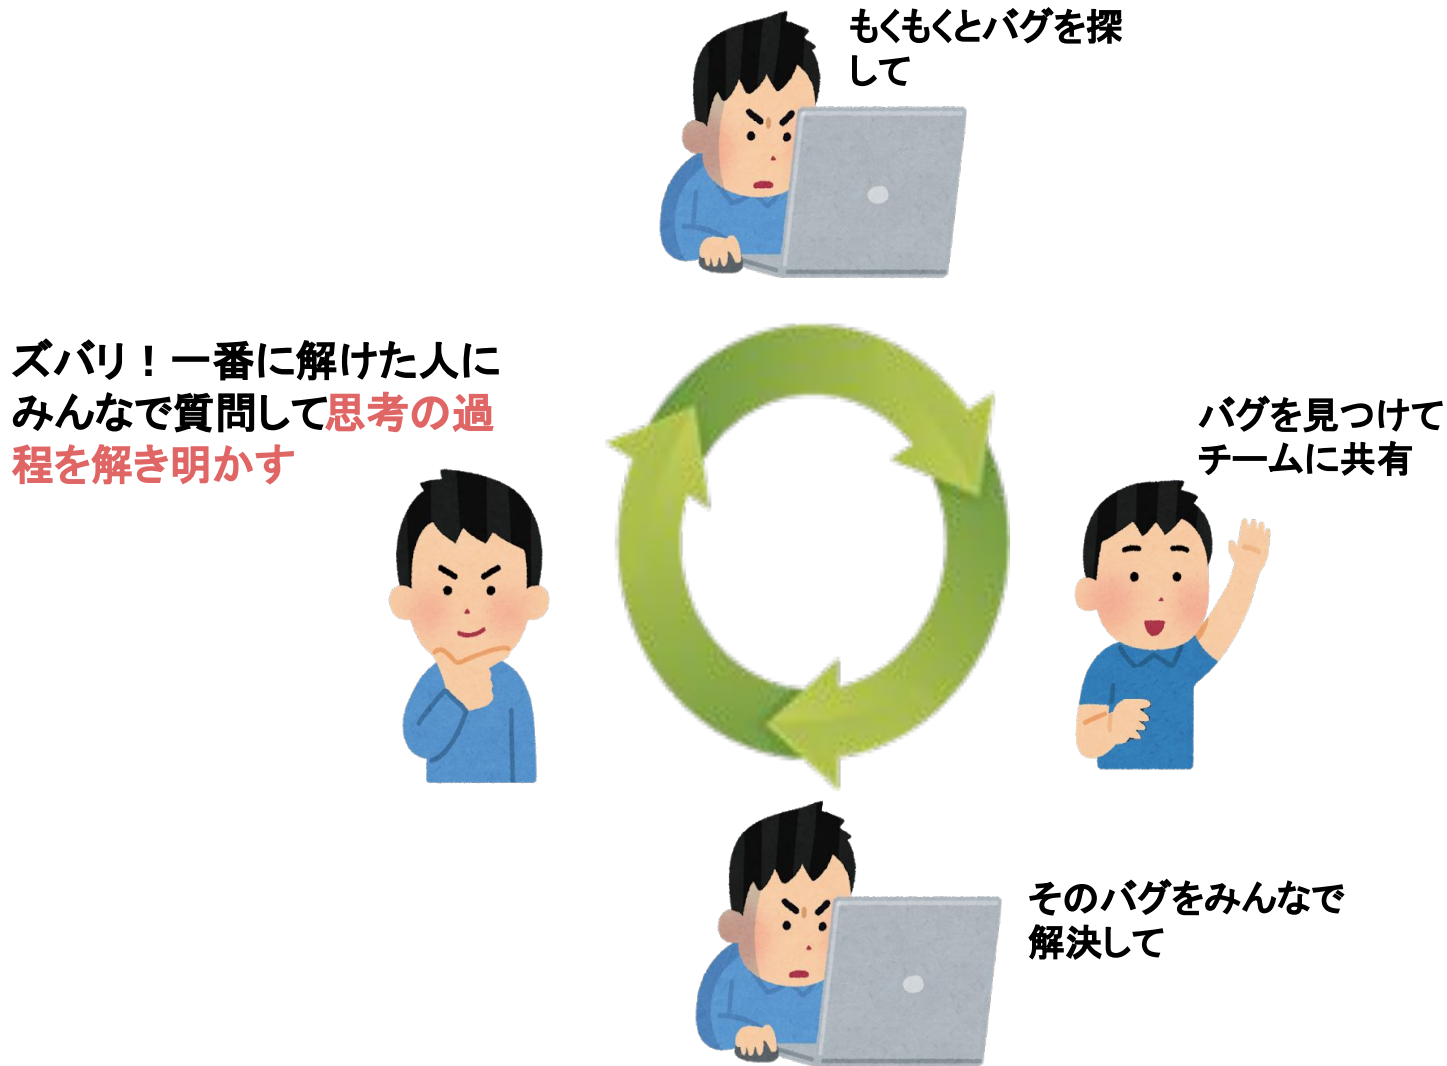 もくもくとバグを探
して
バグを見つけて
チームに共有
そのバグをみんなで
解決して
ズバリ！一番に解けた人に
みんなで質問して思考の過
程を解き明かす